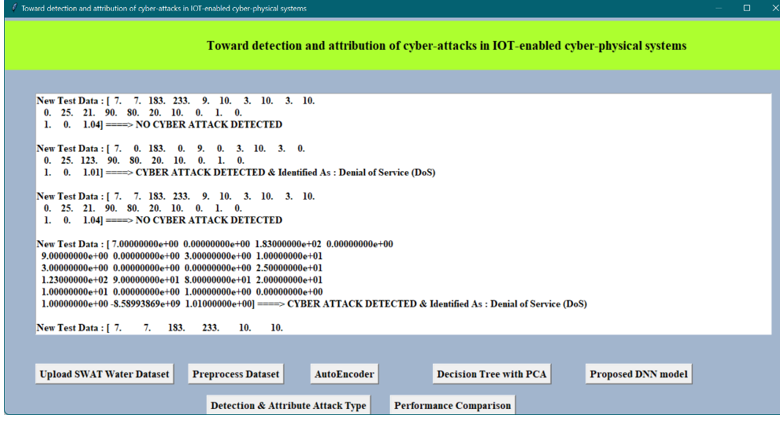 Toward detection and attribution of cyber-attacks in IOT-enabled cyber-physical systems
Toward detection and attribution of cyber-attacks in IOT-enabled cyber-physical systems
New Test Data : [ 7. 7. 183. 233. 9. 10. 3. 10. 3. 10.
0. 25. 21. 90. 80. 20. 10. 0. 1. 0.
1. 0. 1.04] ====> NO CYBER ATTACK DETECTED
New Test Data : [ 7. 0. 183. 0. 9. 0. 3. 10. 3. 0.
0. 25. 123. 90. 80. 20. 10. 0. 1. 0.
1. 0. 1.01] ====> CYBER ATTACK DETECTED & Identified As : Denial of Service (DoS)
New Test Data : [ 7. 7. 183. 233. 9. 10. 3. 10. 3. 10.
0. 25. 21. 90. 80. 20. 10. 0. 1. 0.
1. 0. 1.04] ====> NO CYBER ATTACK DETECTED
New Test Data : [ 7.00000000e+00 0.00000000e+00 1.83000000e+02 0.00000000e+00
9.00000000e+00 0.00000000e+00 3.00000000e+00 1.00000000e+01
3.00000000e+00 0.00000000e+00 0.00000000e+00 2.50000000e+01
1.23000000e+02 9.00000000e+01 8.00000000e+01 2.00000000e+01
1.00000000e+01 0.00000000e+00 1.00000000e+00 0.00000000e+00
1.00000000e+00 -8.58993869e+09 1.01000000e+00] ====> CYBER ATTACK DETECTED & Identified As : Denial of Service (DoS)
New Test Data : [ 7. 7. 183. 233. 10. 10.
Upload SWAT Water Dataset Preprocess Dataset AutoEncoder Decision Tree with PCA Proposed DNN model
Detection & Attribute Attack Type Performance Comparison